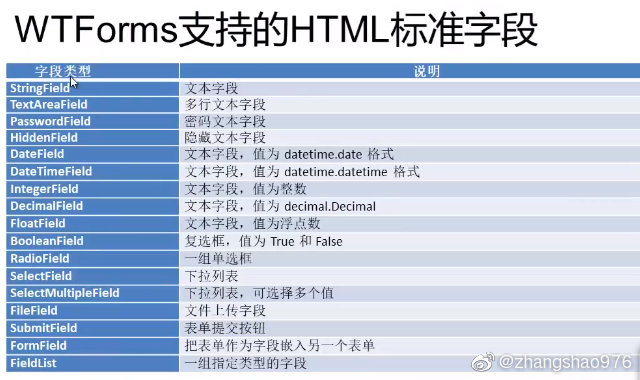 WTForms支持的HTML标准字段
字段类型 说明
StringField 文本字段
TextAreaField 多行文本字段
PasswordField 密码文本字段
HiddenField 隐藏文本字段
DateField 文本字段，值为 datetime.date 格式
DateTimeField 文本字段，值为 datetime.datetime 格式
IntegerField 文本字段，值为整数
DecimalField 文本字段，值为 decimal.Decimal
FloatField 文本字段，值为浮点数
BooleanField 复选框，值为 True 和 False
RadioField 一组单选框
SelectField 下拉列表
SelectMultipleField 下拉列表，可选择多个值
FileField 文件上传字段
SubmitField 表单提交按钮
FormField 把表单作为字段嵌入另一个表单
FieldList 一组指定类型的字段
@zhangshao976